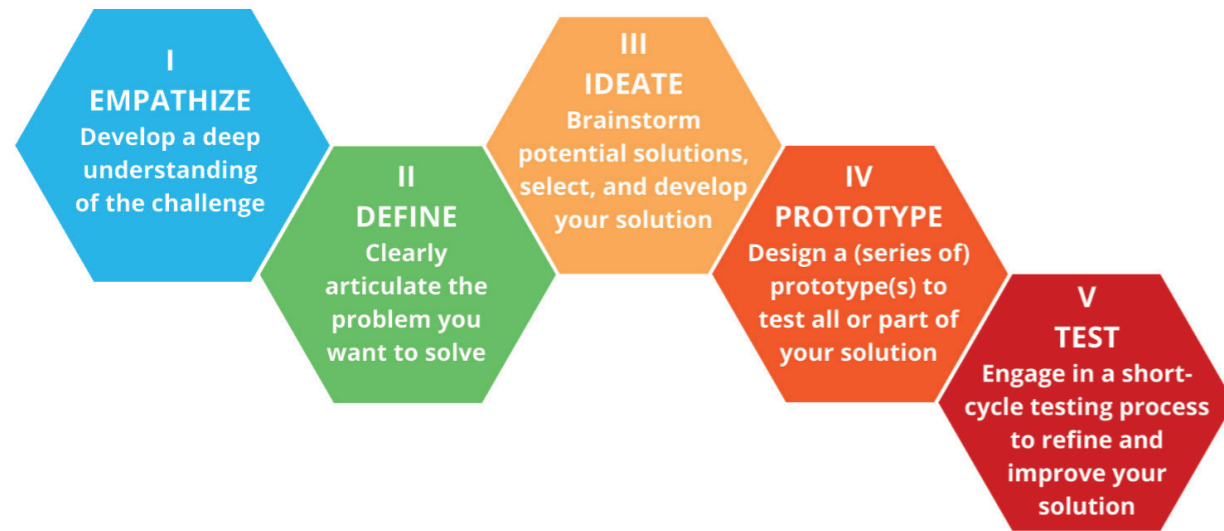 I
EMPATHIZE
Develop a deep
understanding
of the challenge
II
DEFINE
Clearly
articulate the
problem you
want to solve
III
IDEATE
Brainstorm
potential solutions,
select, and develop
your solution
IV
PROTOTYPE
Design a (series of)
prototype(s) to
test all or part of
your solution
V
TEST
Engage in a short-
cycle testing process
to refine and
improve your
solution